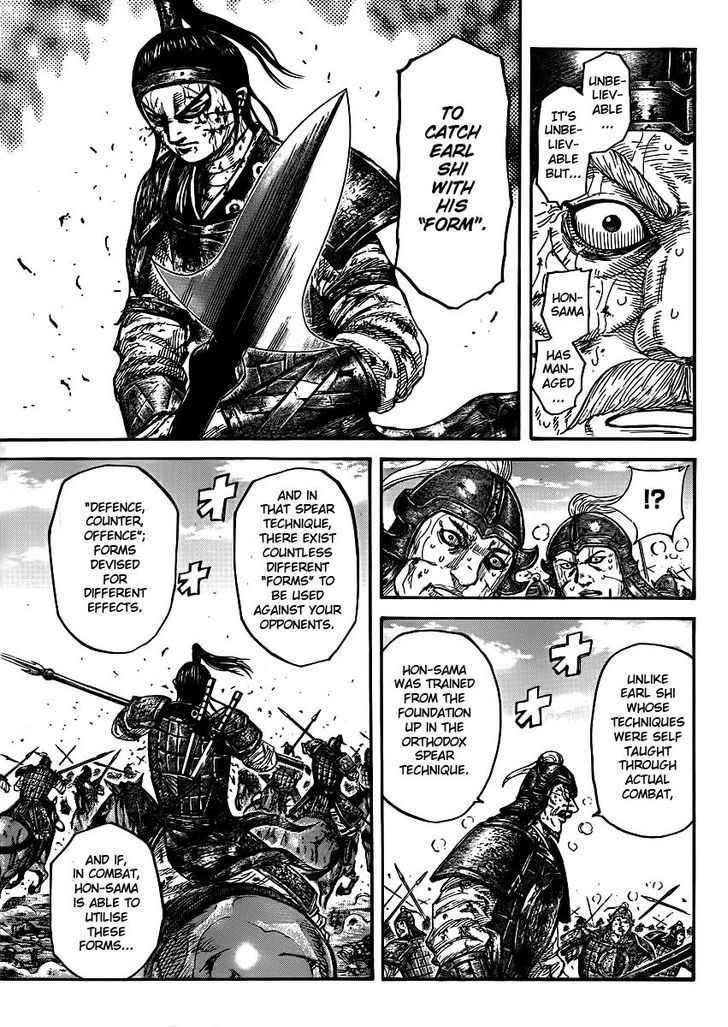 UNBE-
LIEV-
ABLE
...
IT'S
UNBE-
LIEV-
ABLE
BUT...
HON-
SAMA
HAS
MAN-
AGED
...
TO
CATCH
EARL
SHI
WITH
HIS
"FORM".
!?
UNLIKE
EARL SHI
WHOSE
TECHNIQUES
WERE SELF
TAUGHT
THROUGH
ACTUAL
COMBAT,
オ
オ
HON-SAMA
WAS TRAINED
FROM THE
FOUNDATION
UP IN THE
ORTHODOX
SPEAR
TECHNIQUE.
AND IN
THAT SPEAR
TECHNIQUE,
THERE EXIST
COUNTLESS
DIFFERENT
"FORMS" TO
BE USED
AGAINST YOUR
OPPONENTS.
オ
オ
"DEFENCE,
COUNTER,
OFFENCE";
FORMS
DEVISED
FOR
DIFFERENT
EFFECTS.
AND IF,
IN COMBAT,
HON-SAMA
IS ABLE TO
UTILISE
THESE
FORMS...